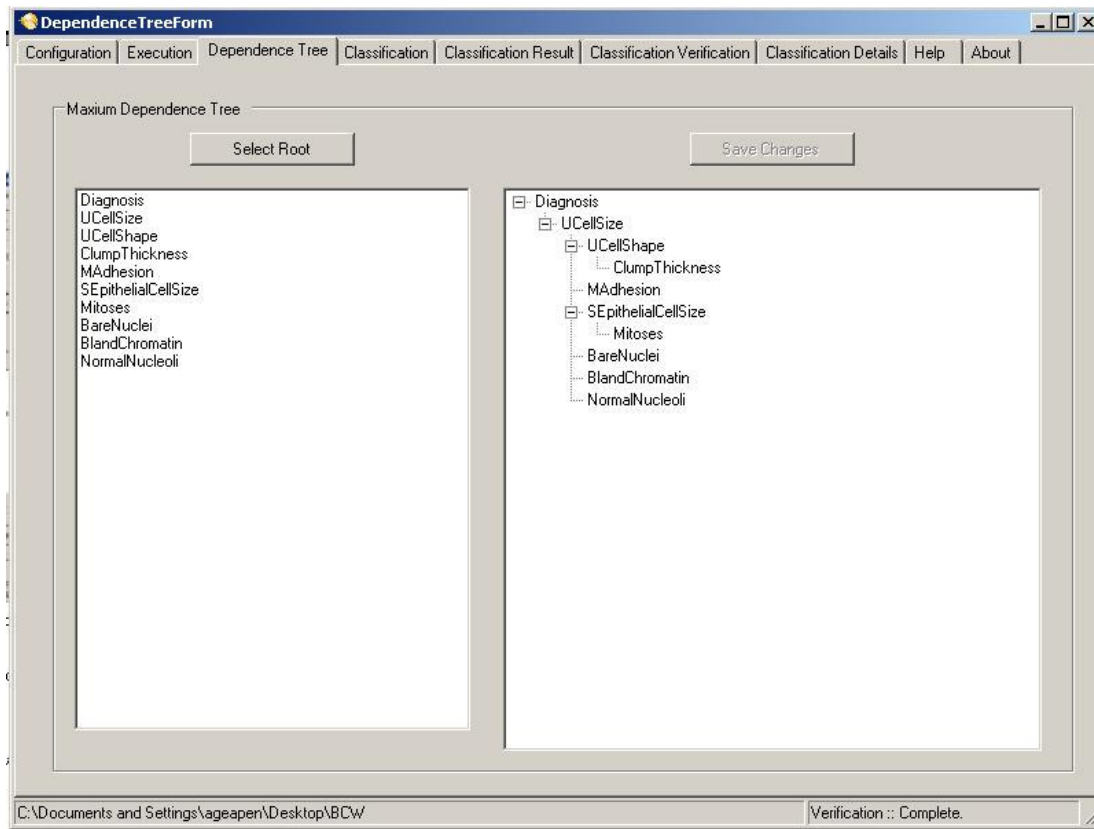 DependenceTreeForm
Configuration Execution Dependence Tree Classification Classification Result Classification Verification Classification Details Help About
Maxium Dependence Tree
Select Root
Save Changes
Diagnosis
UCellSize
UCellShape
ClumpThickness
MAdhesion
SEpithelialCellSize
Mitoses
BareNuclei
BlandChromatin
NormalNucleoli
Diagnosis
UCellSize
UCellShape
ClumpThickness
MAdhesion
SEpithelialCellSize
Mitoses
BareNuclei
BlandChromatin
NormalNucleoli
C:\Documents and Settings\ageapen\Desktop\BCW
Verification :: Complete.